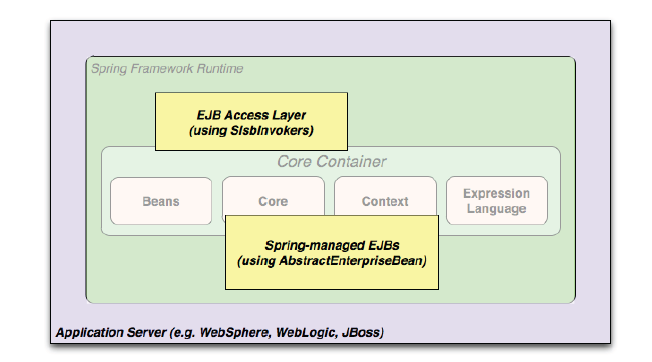 Spring Framework Runtime
EJB Access Layer
(using SlsbInvokers)
Core Container
Beans
Core
Context
Expression
Language
Spring-managed EJBs
(using AbstractEnterpriseBean)
Application Server (e.g. WebSphere, WebLogic, JBoss)